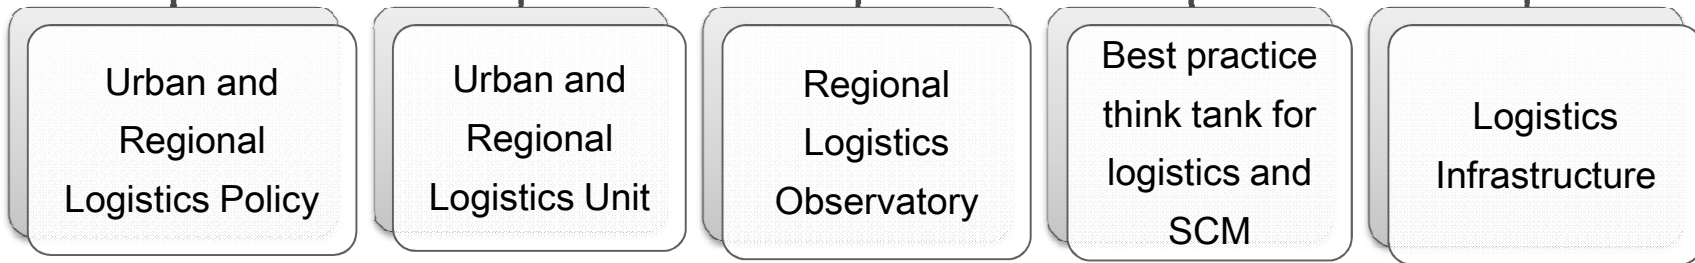 Urban and
Regional
Logistics Policy
Urban and
Regional
Logistics Unit
Regional
Logistics
Observatory
Best practice
think tank for
logistics and
SCM
Logistics
Infrastructure